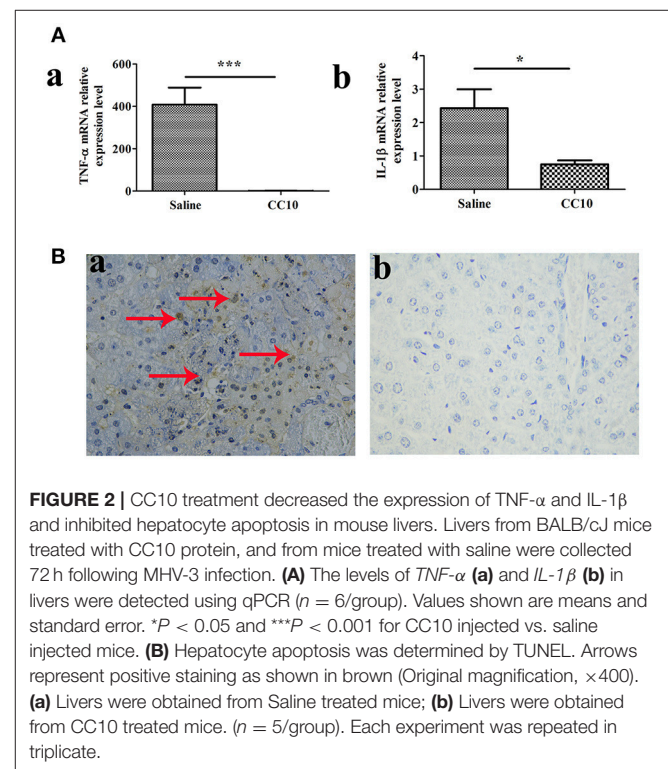 A
a
TNF-α mRNA relative
expression level
600
400
200
0
***
Saline
CC10
b
IL-1β mRNA relative
expression level
4
3
2
1
0
*
Saline
CC10
B
a
b
FIGURE 2 | CC10 treatment decreased the expression of TNF-α and IL-1β
and inhibited hepatocyte apoptosis in mouse livers. Livers from BALB/cJ mice
treated with CC10 protein, and from mice treated with saline were collected
72 h following MHV-3 infection. (A) The levels of TNF-α (a) and IL-1β (b) in
livers were detected using qPCR (n = 6/group). Values shown are means and
standard error. *P < 0.05 and ***P < 0.001 for CC10 injected vs. saline
injected mice. (B) Hepatocyte apoptosis was determined by TUNEL. Arrows
represent positive staining as shown in brown (Original magnification, ×400).
(a) Livers were obtained from Saline treated mice; (b) Livers were obtained
from CC10 treated mice. (n = 5/group). Each experiment was repeated in
triplicate.